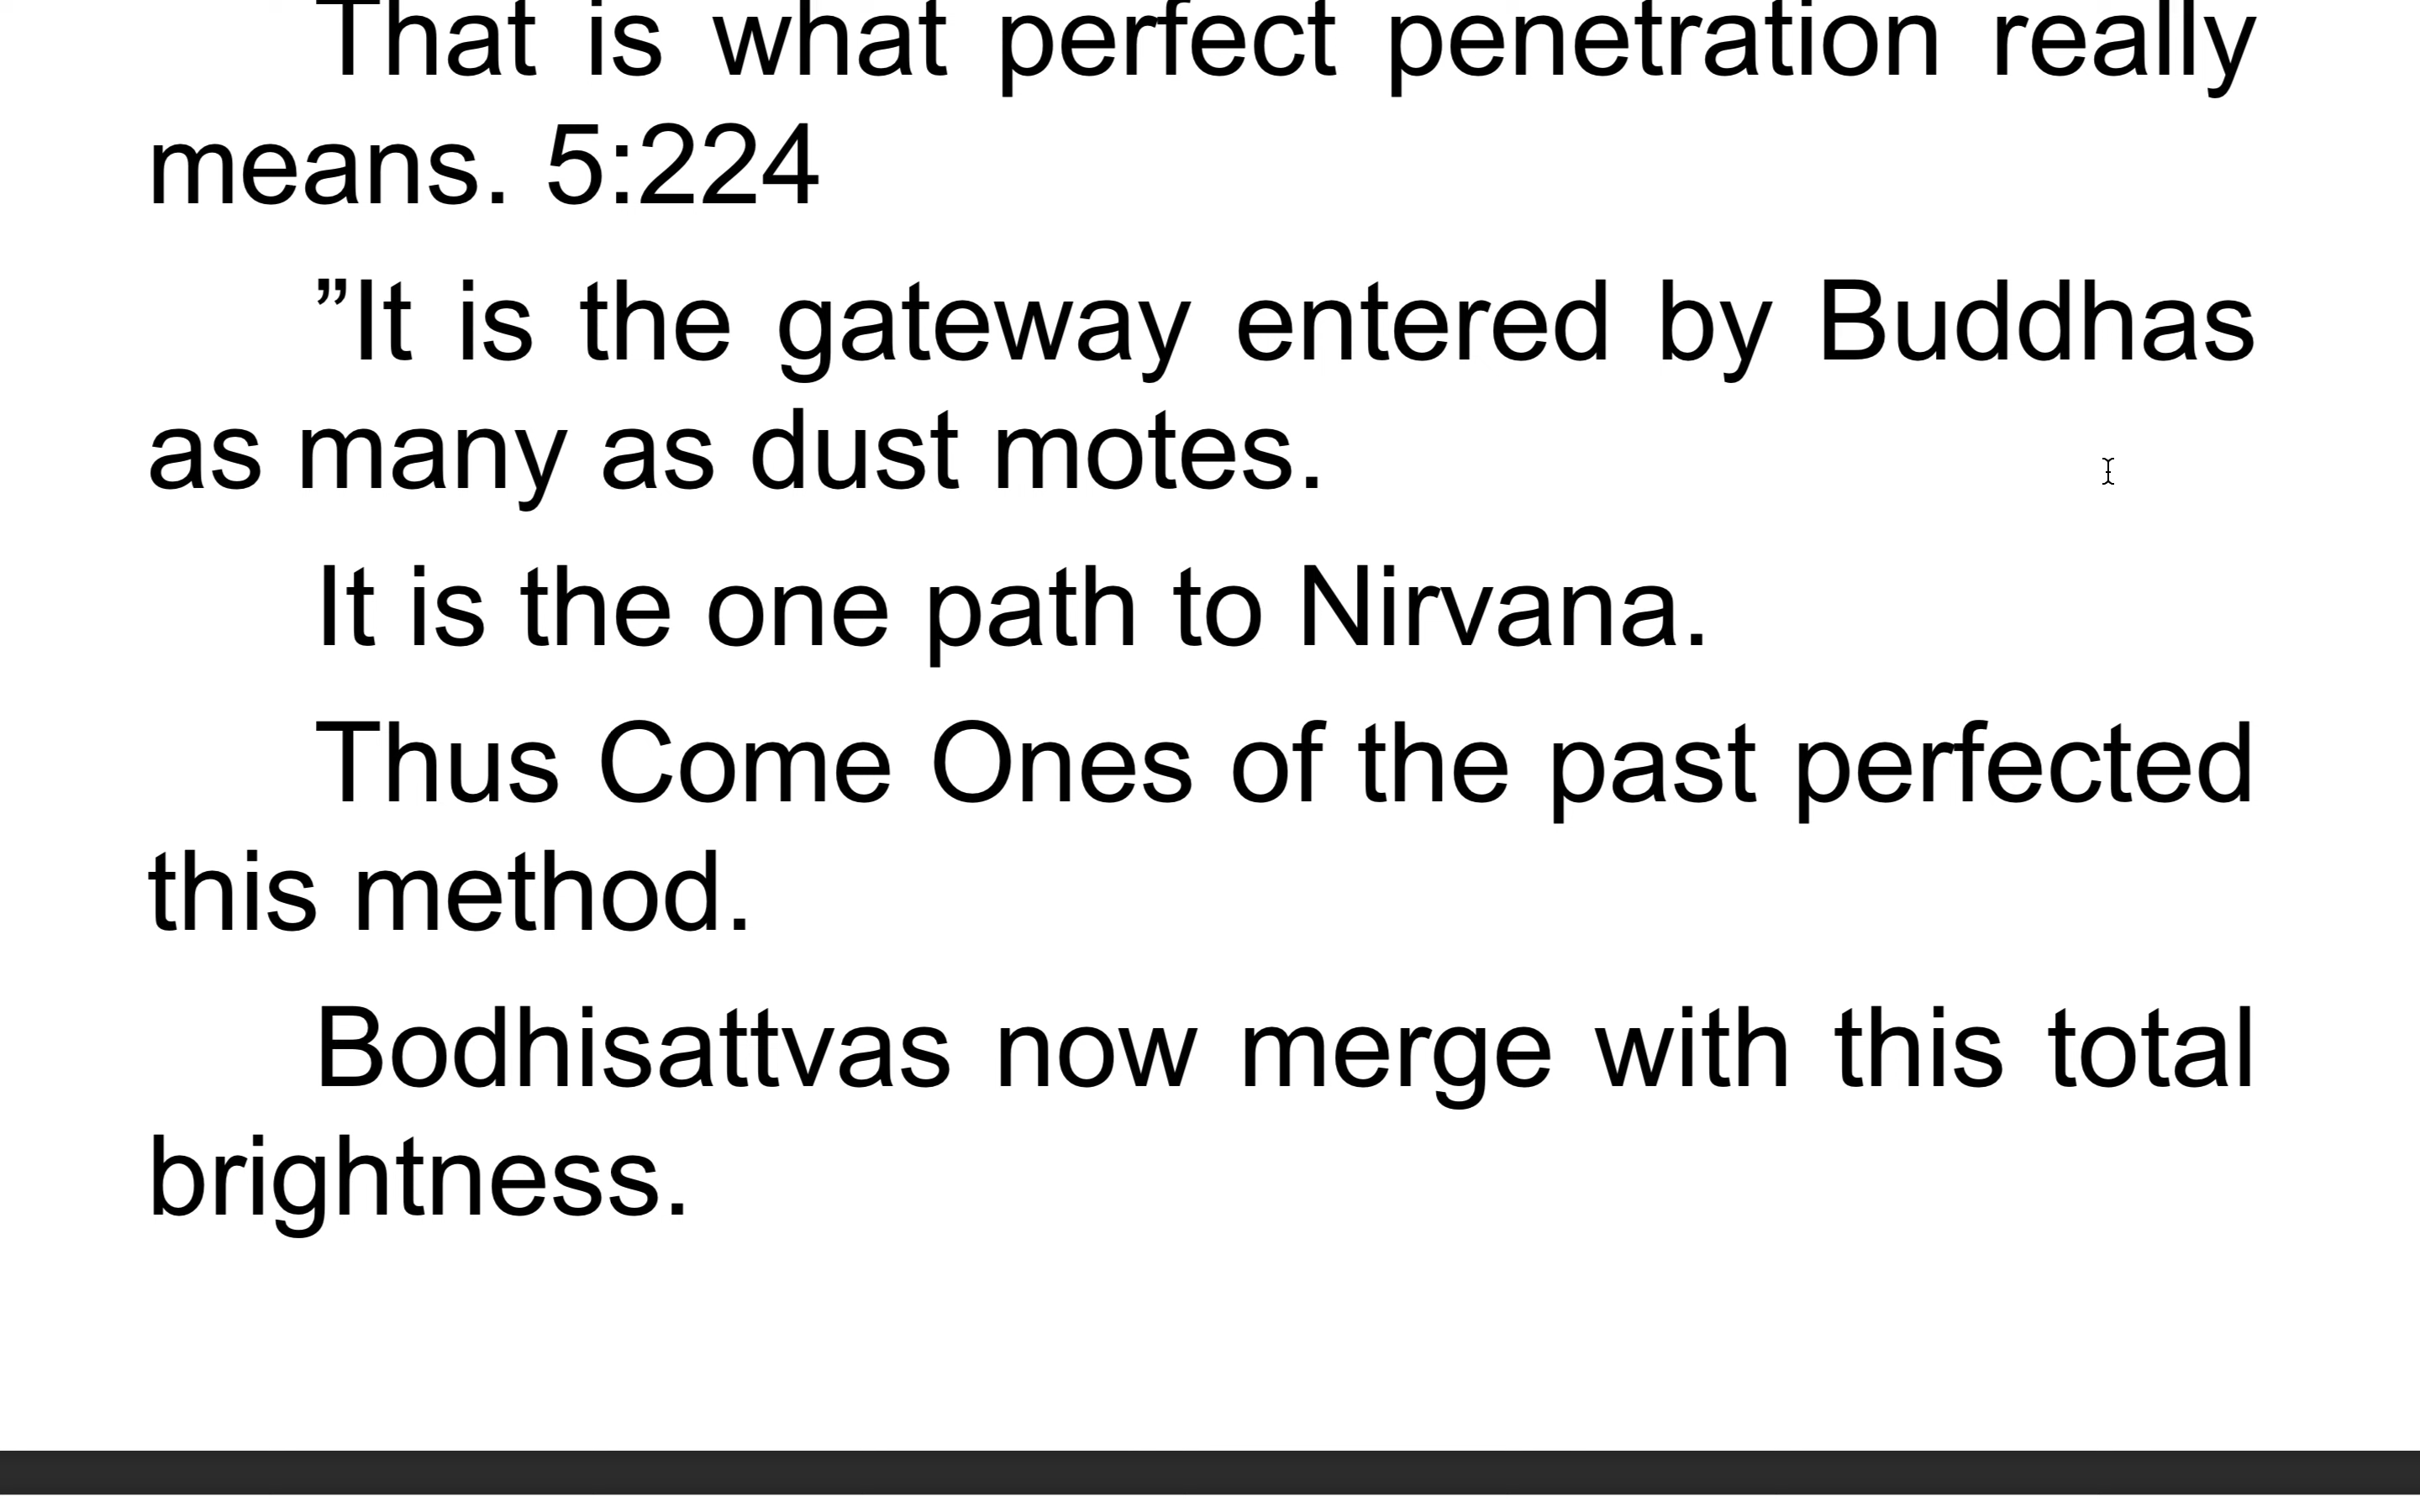 That is what perfect penetration really
means. 5:224
”It is the gateway entered by Buddhas
as many as dust motes.
It is the one path to Nirvana.
Thus Come Ones of the past perfected
this method.
Bodhisattvas now merge with this total
brightness.